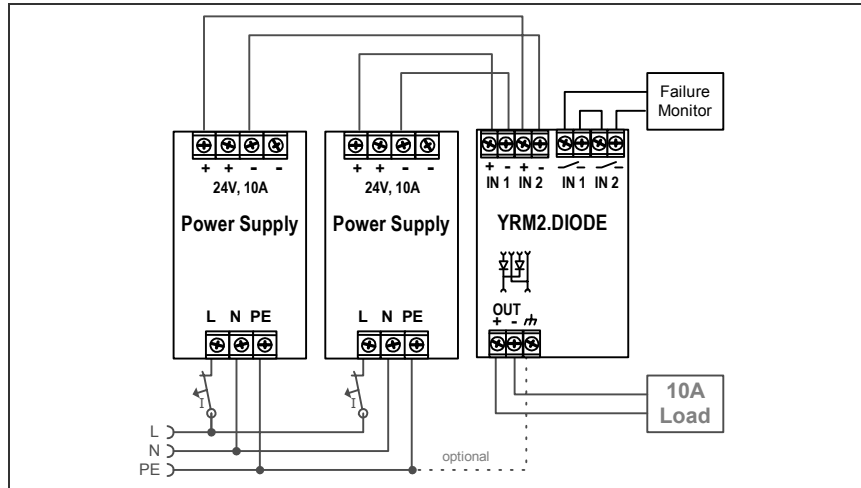 Failure
Monitor
+ + - -
24V, 10A
Power Supply
L N PE
+ + - -
24V, 10A
Power Supply
L N PE
+ - + -
IN 1 IN 2 IN 1 IN 2
YRM2.DIODE
OUT
+ -
10A
Load
I
I
L
N
PE
optional